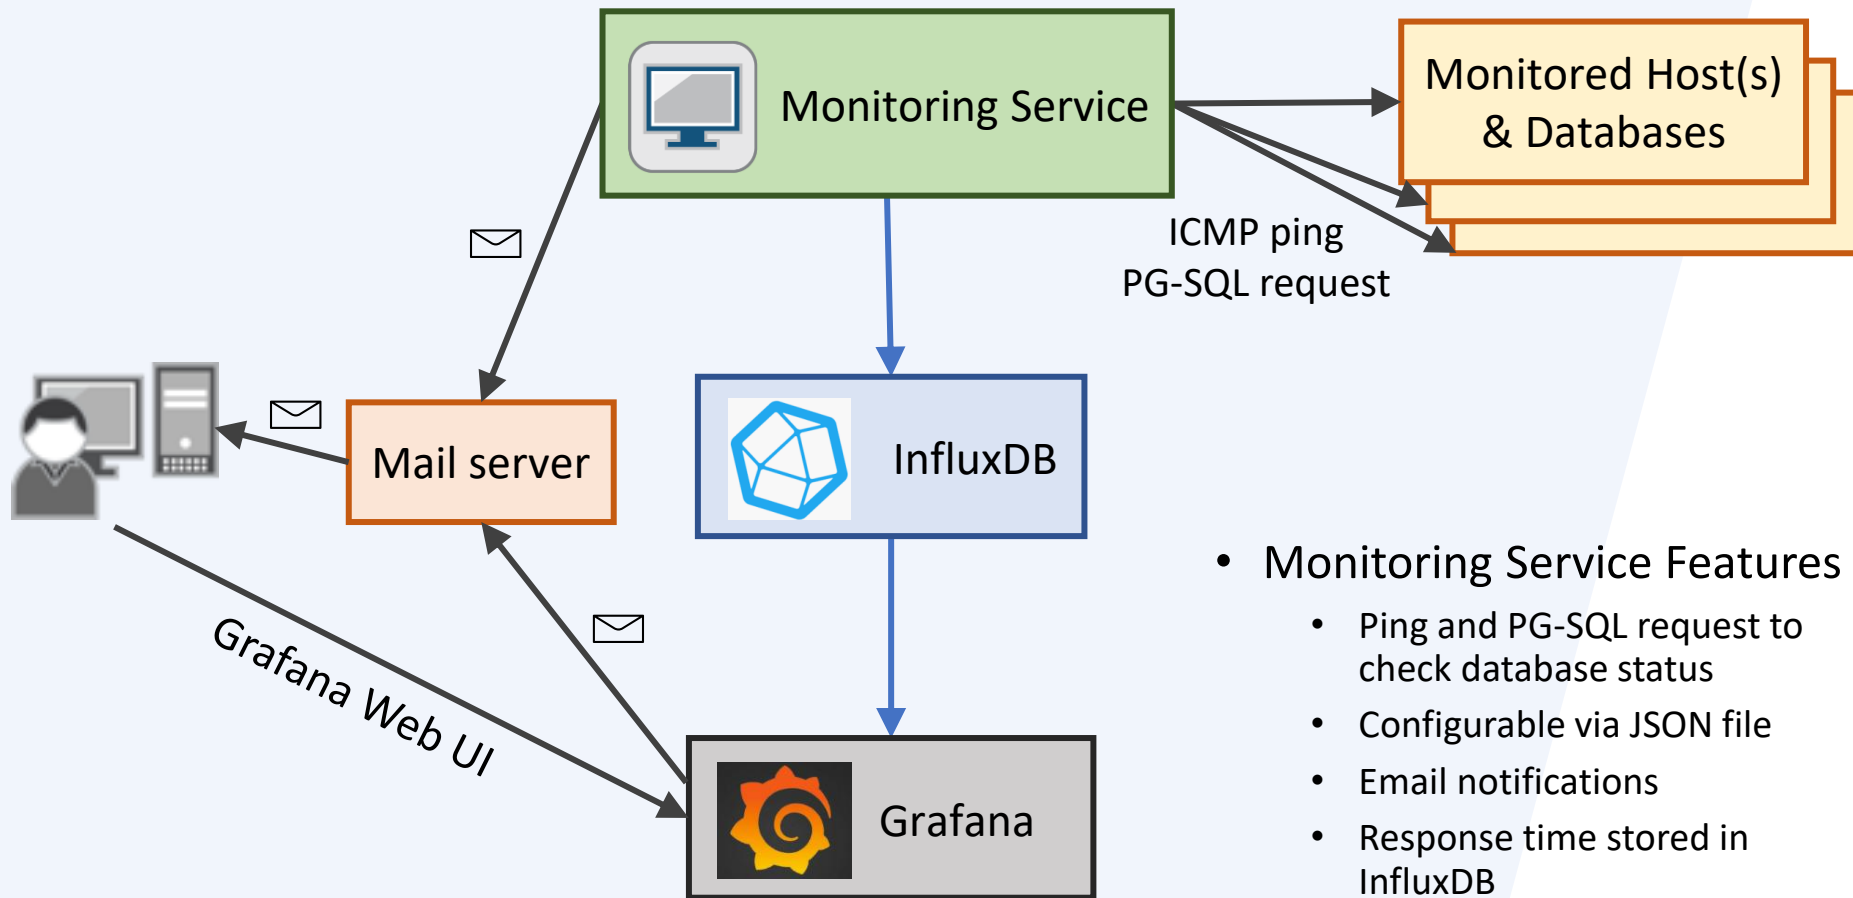 Monitoring Service
Monitored Host(s)
& Databases
ICMP ping
PG-SQL request
Mail server
InfluxDB
Grafana Web UI
Grafana
• Monitoring Service Features
• Ping and PG-SQL request to
check database status
• Configurable via JSON file
• Email notifications
• Response time stored in
InfluxDB